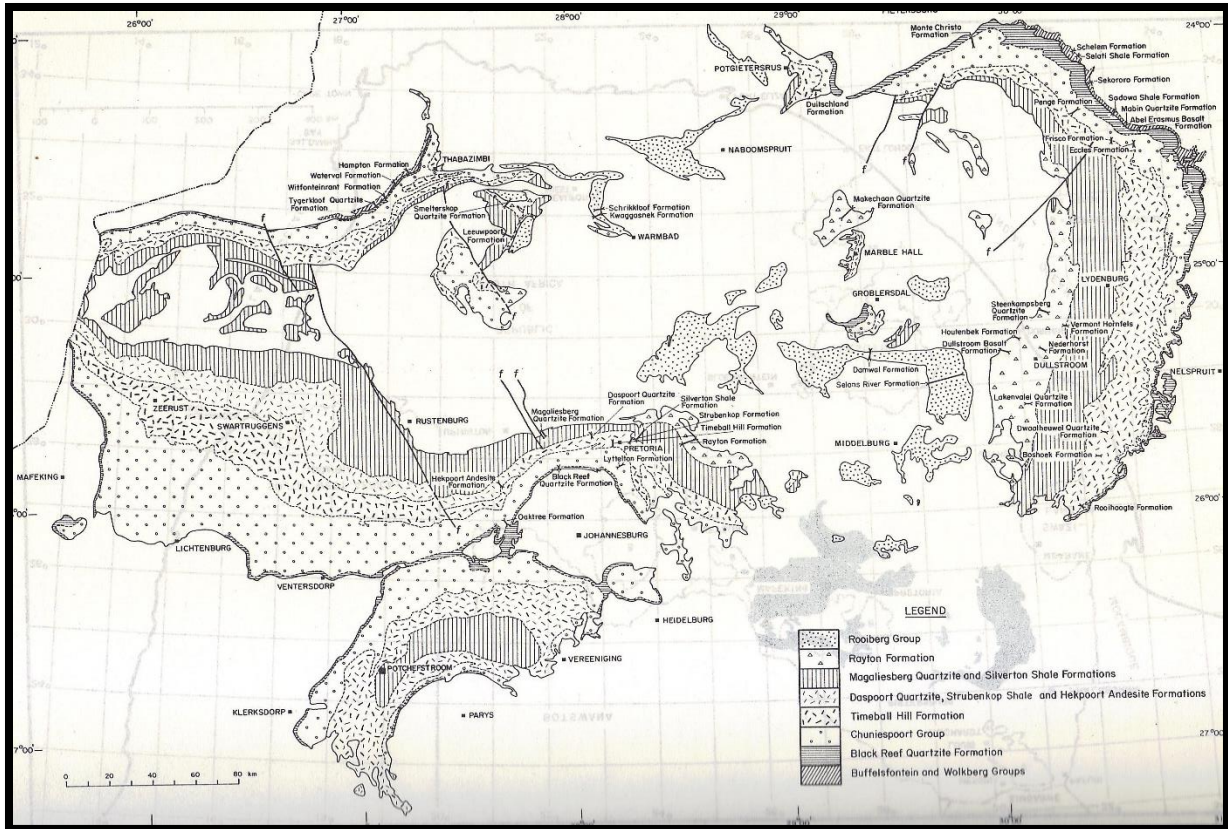 26°00'
27°00'
28°00'
29°00'
24°00'
Monte Christo
Formation
Schelem Formation
Selati Shale Formation
Sekororo Formation
Sadowa Shale Formation
Mabin Quartzite Formation
Abel Erasmus Basalt
Formation
Penge Formation
Frisco Formation
Eccles Formation
POTGIETERSRUS
Duitschland
Formation
NABOOMSPRUIT
Hampton Formation
Waterval Formation
Witfonteinrant Formation
Tygerkloof Quartzite
Formation
THABAZIMBI
Smelterskop
Quartzite Formation
Leeuwpoort
Formation
Schrikkloof Formation
Kwaggasnek Formation
WARMBAD
Makechaan Quartzite
Formation
MARBLE HALL
GROBLERSDAL
f
f
f
25°00'
LYDENBURG
Steenkampsberg
Quartzite
Formation
Houtenbek Formation
Dullstroom Basalt
Formation
Vermont Hornfels
Formation
Nederhorst
Formation
DULLSTROOM
NELSPRUIT
Lakenvalei Quartzite
Formation
Dwaalheuwel Quartzite
Formation
Boshoek Formation
26°00'
Rooihoogte Formation
Damwal Formation
Selons River Formation
MIDDELBURG
f
f
Daspoort Quartzite
Formation
Silverton Shale
Formation
Magaliesberg
Quartzite Formation
Strubenkop Formation
Timeball Hill Formation
Rayton Formation
PRETORIA
Lyttelton Formation
ZEERUST
SWARTRUGGENS
RUSTENBURG
MAFEKING
Hekpoort Andesite
Formation
Black Reef
Quartzite Formation
f
Oaktree Formation
JOHANNESBURG
LICHTENBURG
VENTERSDORP
HEIDELBURG
VEREENIGING
POTCHEFSTROOM
KLERKSDORP
PARYS
7°00'
27°00'
0 20 40 60 80 km
LEGEND
Rooiberg Group
Rayton Formation
Magaliesberg Quartzite and Silverton Shale Formations
Daspoort Quartzite, Strubenkop Shale and Hekpoort Andesite Formations
Timeball Hill Formation
Chuniespoort Group
Black Reef Quartzite Formation
Buffelsfontein and Wolkberg Groups